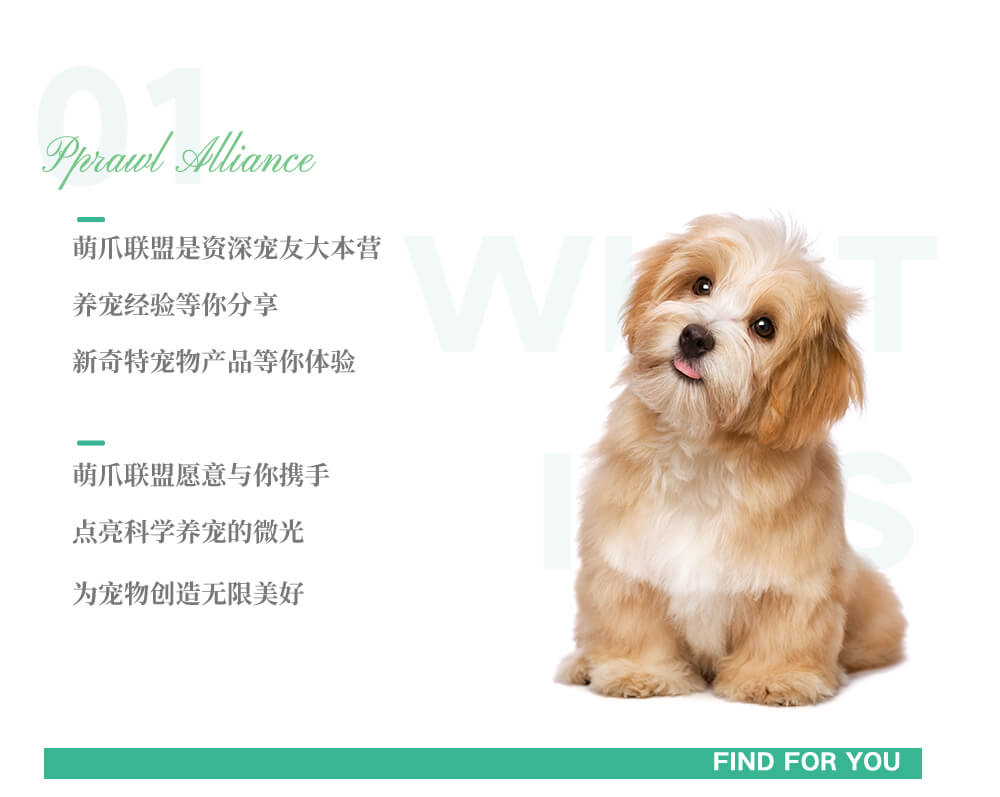 01
Pprawl Alliance
萌爪联盟是资深宠友大本营
养宠经验等你分享
新奇特宠物产品等你体验
萌爪联盟愿意与你携手
点亮科学养宠的微光
为宠物创造无限美好
FIND FOR YOU